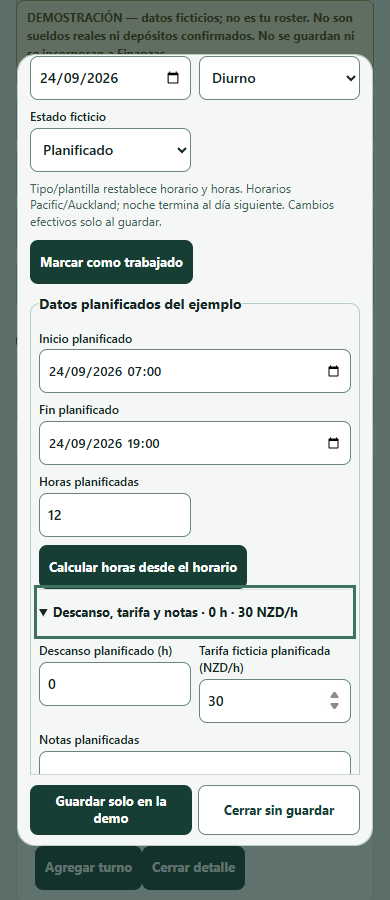 DEMOSTRACIÓN — datos ficticios; no es tu roster. No son
sueldos reales ni depósitos confirmados. No se guardan ni
se incorporan a Finanzas.
24/09/2026
Diurno
Estado ficticio
Planificado
Tipo/plantilla restablece horario y horas. Horarios
Pacific/Auckland; noche termina al día siguiente. Cambios
efectivos solo al guardar.
Marcar como trabajado
Datos planificados del ejemplo
Inicio planificado
24/09/2026 07:00
Fin planificado
24/09/2026 19:00
Horas planificadas
12
Calcular horas desde el horario
▼ Descanso, tarifa y notas · 0 h · 30 NZD/h
Descanso planificado (h)
0
Tarifa ficticia planificada
(NZD/h)
30
Notas planificadas
Guardar solo en la
demo
Cerrar sin guardar
Agregar turno
Cerrar detalle